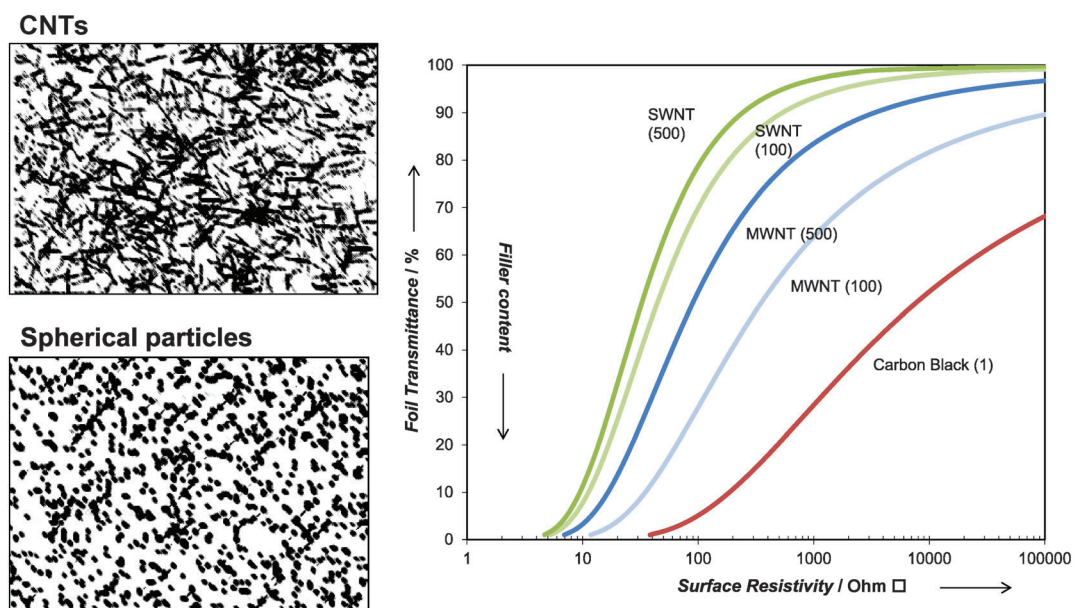 CNTs
Spherical particles
Foil Transmittance / %
100
90
80
70
60
50
40
30
20
10
0
Filler content
SWNT
(500)
SWNT
(100)
MWNT (500)
MWNT (100)
Carbon Black (1)
1
10
100
1000
10000
100000
Surface Resistivity / Ohm □